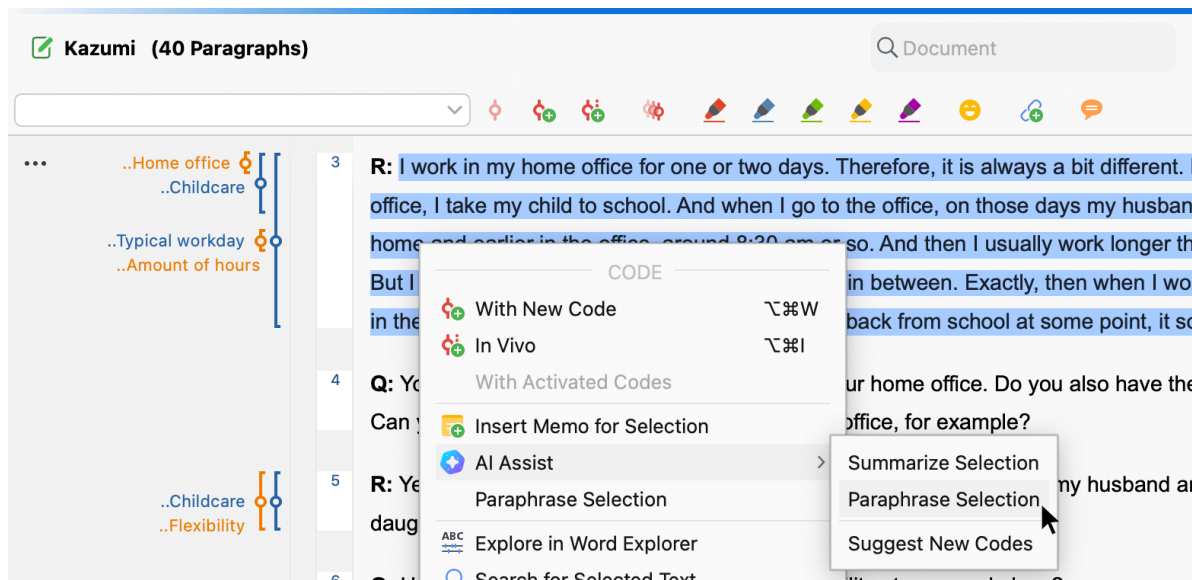 Kazumi (40 Paragraphs)
Document
..Home office
..Childcare
..Typical workday
..Amount of hours
3
R: I work in my home office for one or two days. Therefore, it is always a bit different.
office, I take my child to school. And when I go to the office, on those days my husban
home and earlier in the office, around 8:30 am or so. And then I usually work longer th
But I in between. Exactly, then when I wo
in the back from school at some point, it so
4
Q: Yo ur home office. Do you also have the
Can y office, for example?
..Childcare
..Flexibility
5
R: Ye my husband an
daug
CODE
With New Code ⌥⌘W
In Vivo ⌥⌘I
With Activated Codes
Insert Memo for Selection
AI Assist
Paraphrase Selection
ABC
Explore in Word Explorer
Search for Selected Text
Summarize Selection
Paraphrase Selection
Suggest New Codes